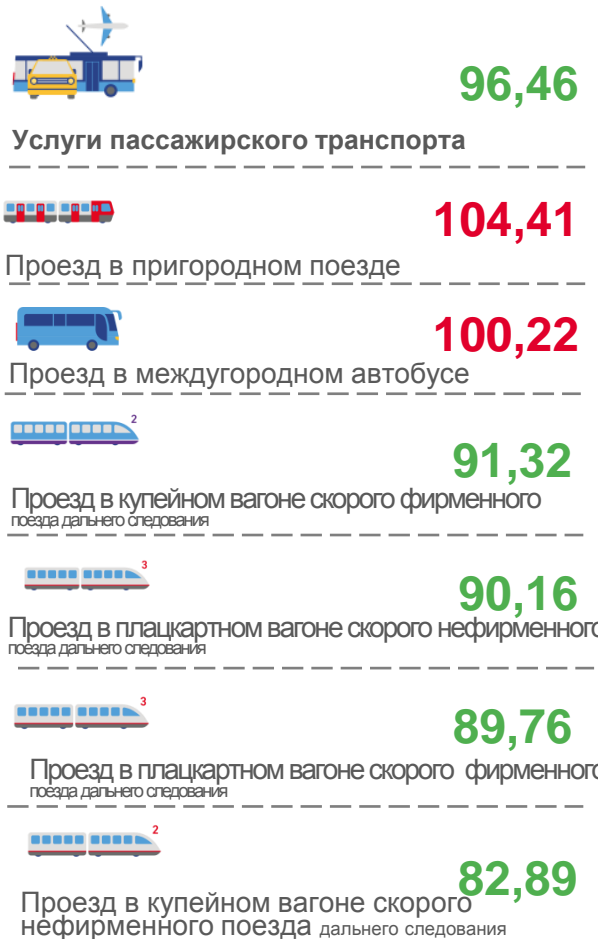 96,46
Услуги пассажирского транспорта
104,41
Проезд в пригородном поезде
100,22
Проезд в междугородном автобусе
2
91,32
Проезд в купейном вагоне скорого фирменного
поезда дальнего следования
3
90,16
Проезд в плацкартном вагоне скорого нефирменного
поезда дальнего следования
3
89,76
Проезд в плацкартном вагоне скорого фирменного
поезда дальнего следования
2
82,89
Проезд в купейном вагоне скорого
нефирменного поезда дальнего следования